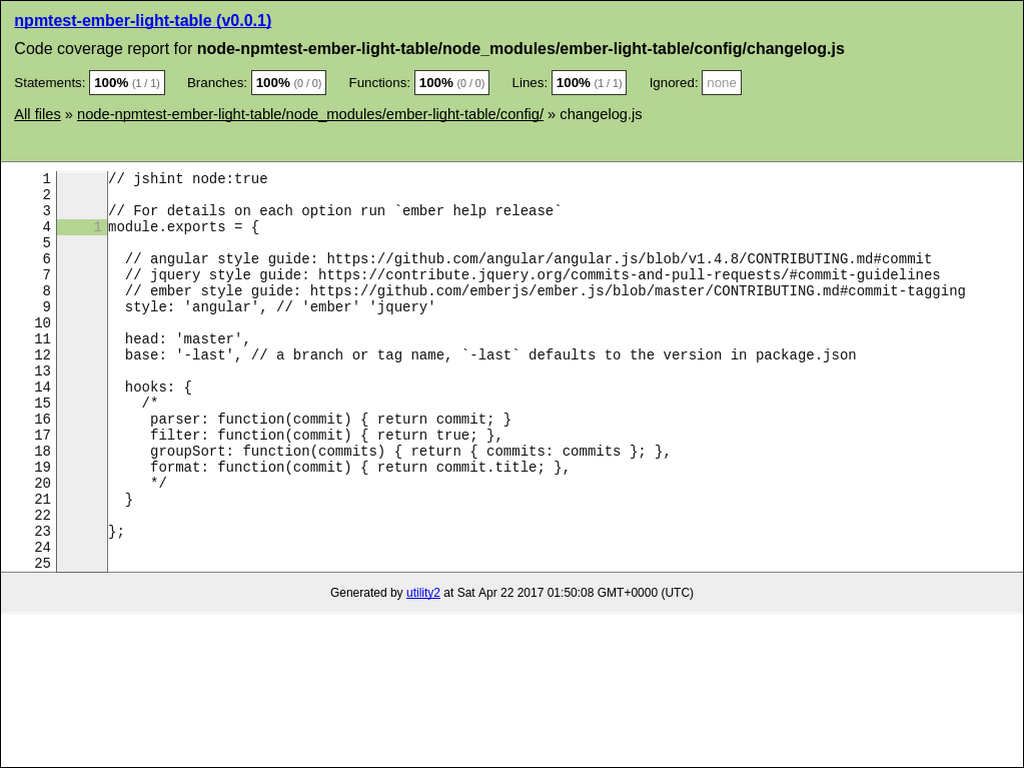 npmtest-ember-light-table (v0.0.1)
Code coverage report for node-npmtest-ember-light-table/node_modules/ember-light-table/config/changelog.js
Statements: 100% (1 / 1) Branches: 100% (0 / 0) Functions: 100% (0 / 0) Lines: 100% (1 / 1) Ignored: none
All files » node-npmtest-ember-light-table/node_modules/ember-light-table/config/ » changelog.js
1 // jshint node:true
2
3 // For details on each option run `ember help release`
4 1 module.exports = {
5
6 // angular style guide: https://github.com/angular/angular.js/blob/v1.4.8/CONTRIBUTING.md#commit
7 // jquery style guide: https://contribute.jquery.org/commits-and-pull-requests/#commit-guidelines
8 // ember style guide: https://github.com/emberjs/ember.js/blob/master/CONTRIBUTING.md#commit-tagging
9 style: 'angular', // 'ember' 'jquery'
10
11 head: 'master',
12 base: '-last', // a branch or tag name, `-last` defaults to the version in package.json
13
14 hooks: {
15 /*
16 parser: function(commit) { return commit; }
17 filter: function(commit) { return true; },
18 groupSort: function(commits) { return { commits: commits }; },
19 format: function(commit) { return commit.title; },
20 */
21 }
22
23 };
24
25
Generated by utility2 at Sat Apr 22 2017 01:50:08 GMT+0000 (UTC)